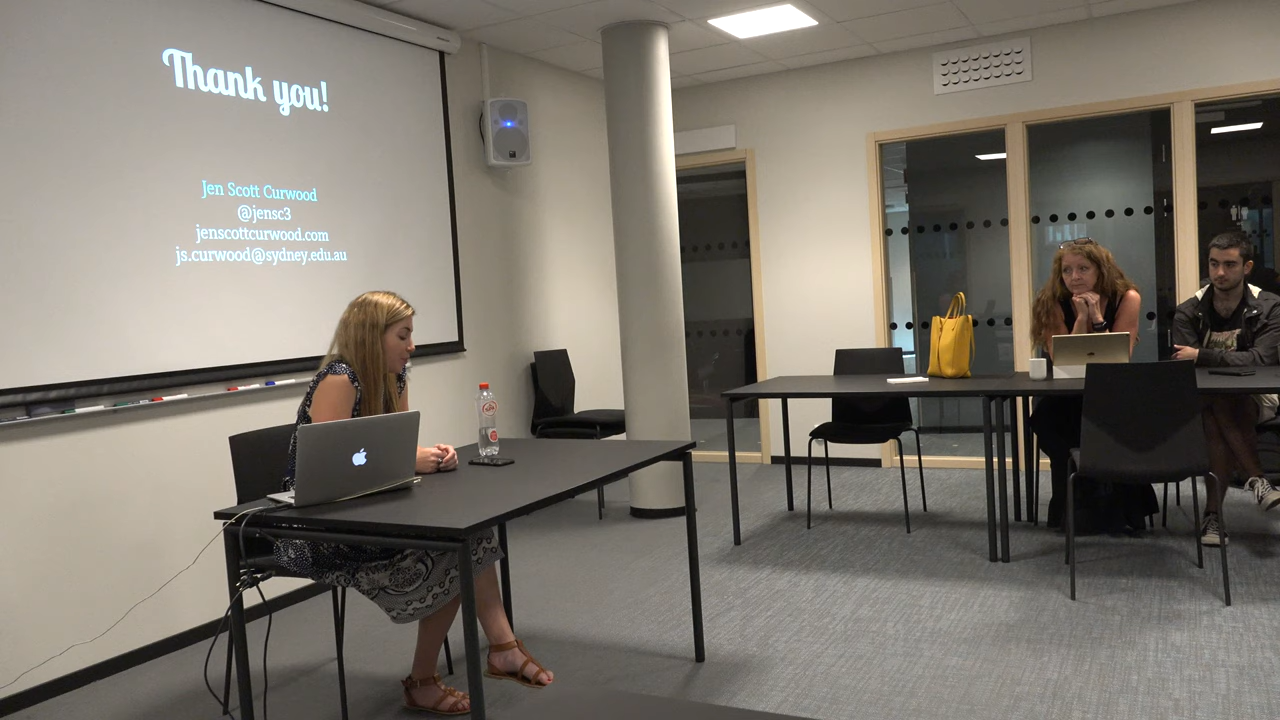 Thank you!
Jen Scott Curwood
@jensc3
jenscottcurwood.com
js.curwood@sydney.edu.au